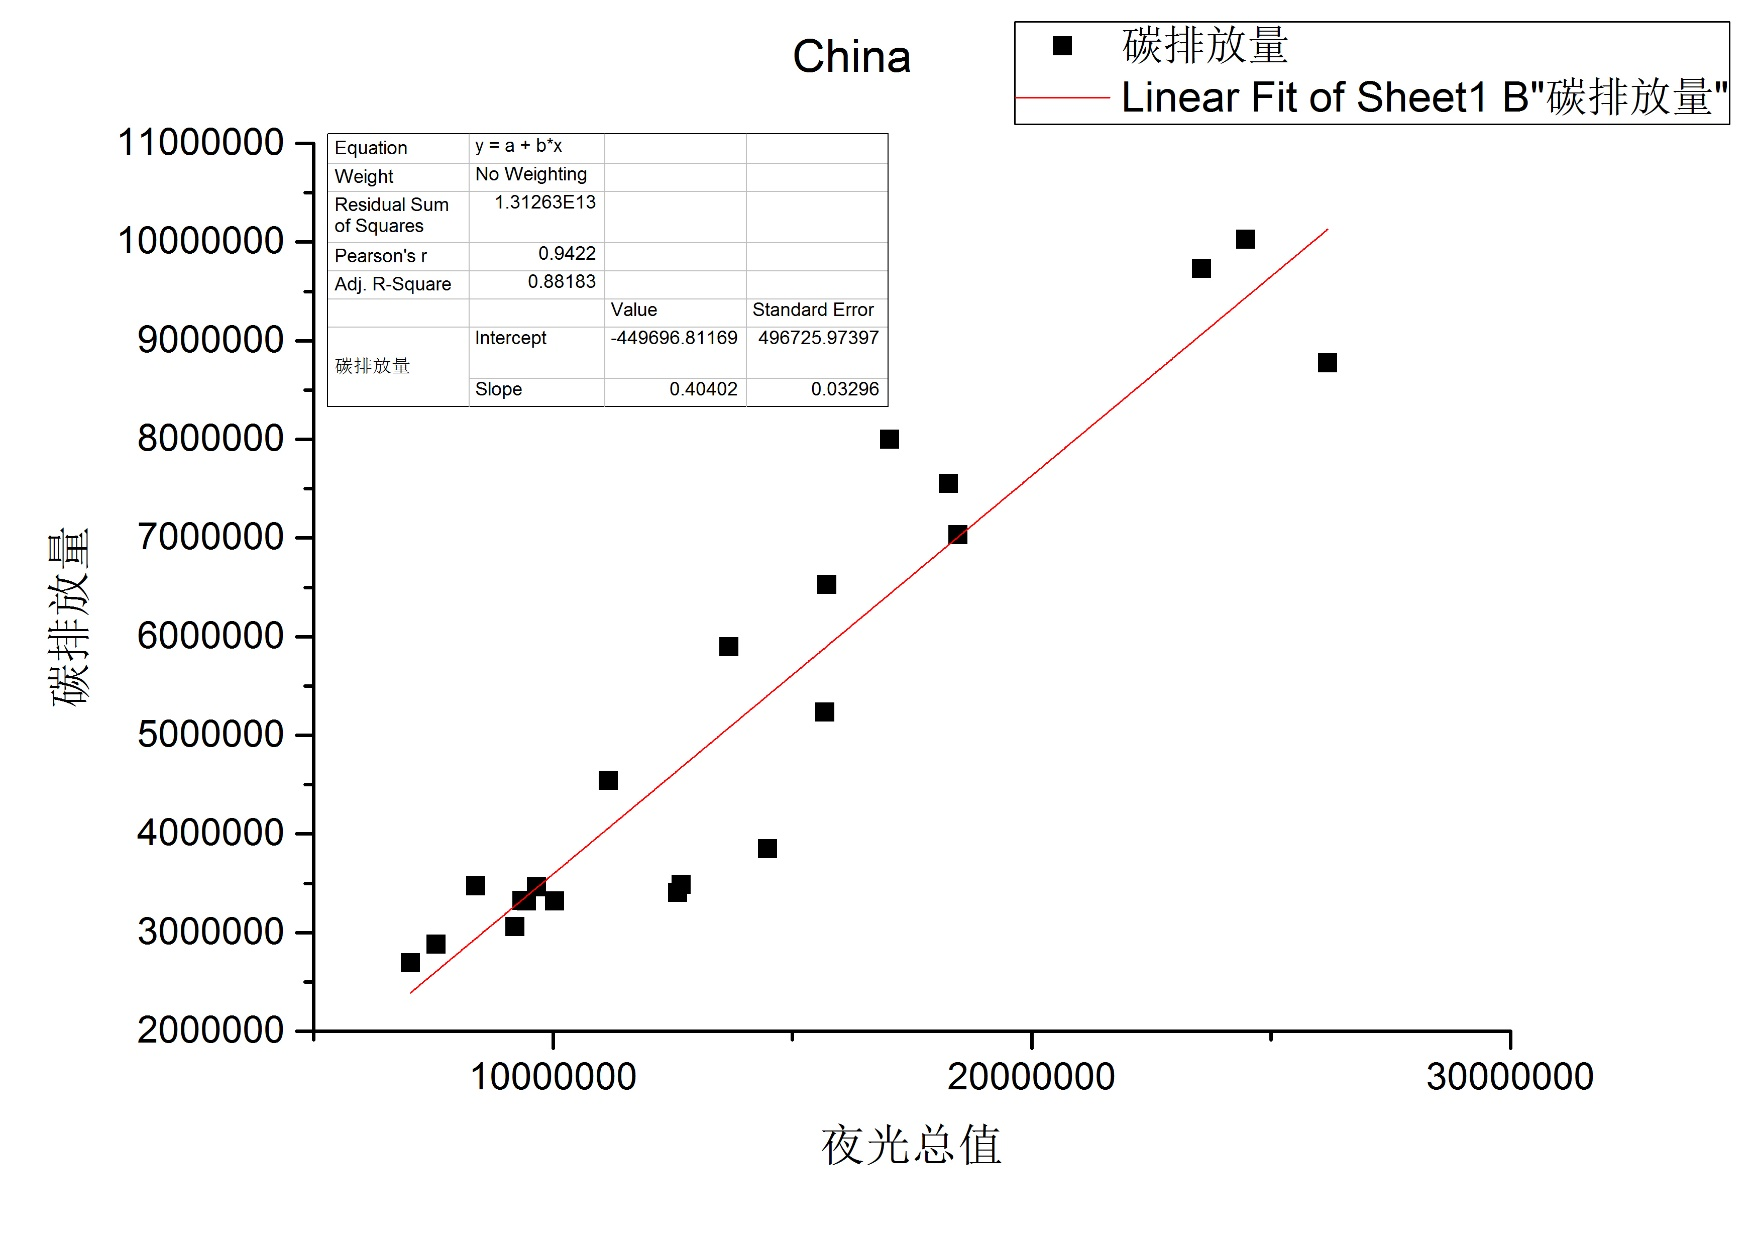 China
碳排放量
Linear Fit of Sheet1 B"碳排放量"
Equation y = a + b*x
Weight No Weighting
Residual Sum of Squares 1.31263E13
Pearson's r 0.9422
Adj. R-Square 0.88183
Value Standard Error
碳排放量 Intercept -449696.81169 496725.97397
Slope 0.40402 0.03296
11000000
10000000
9000000
8000000
7000000
6000000
5000000
4000000
3000000
2000000
碳排放量
10000000 20000000 30000000
夜光总值